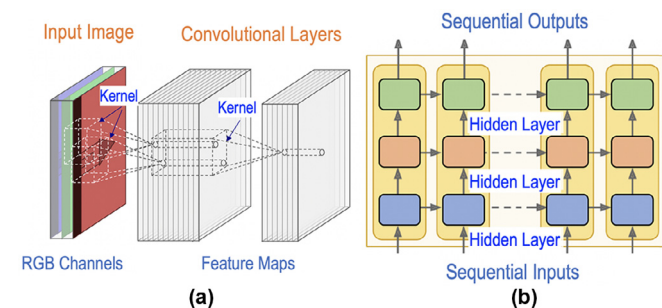 Input Image
Convolutional Layers
Kernel
Kernel
RGB Channels
Feature Maps
(a)
Sequential Outputs
Hidden Layer
Hidden Layer
Hidden Layer
Sequential Inputs
(b)